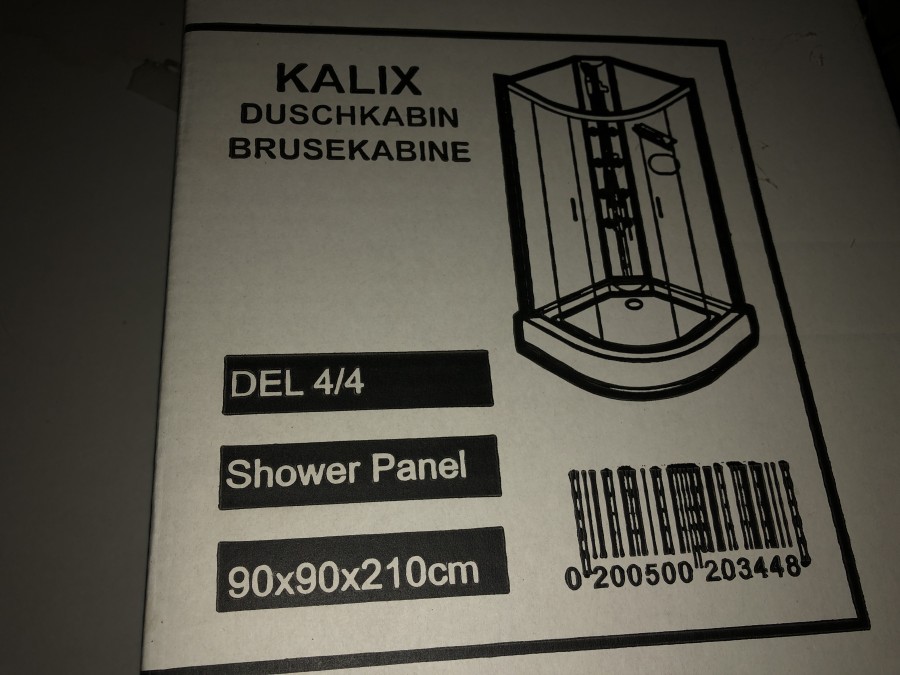 KALIX
DUSCHKABIN
BRUSEKABINE
DEL 4/4
Shower Panel
90x90x210cm
0 200500 203448